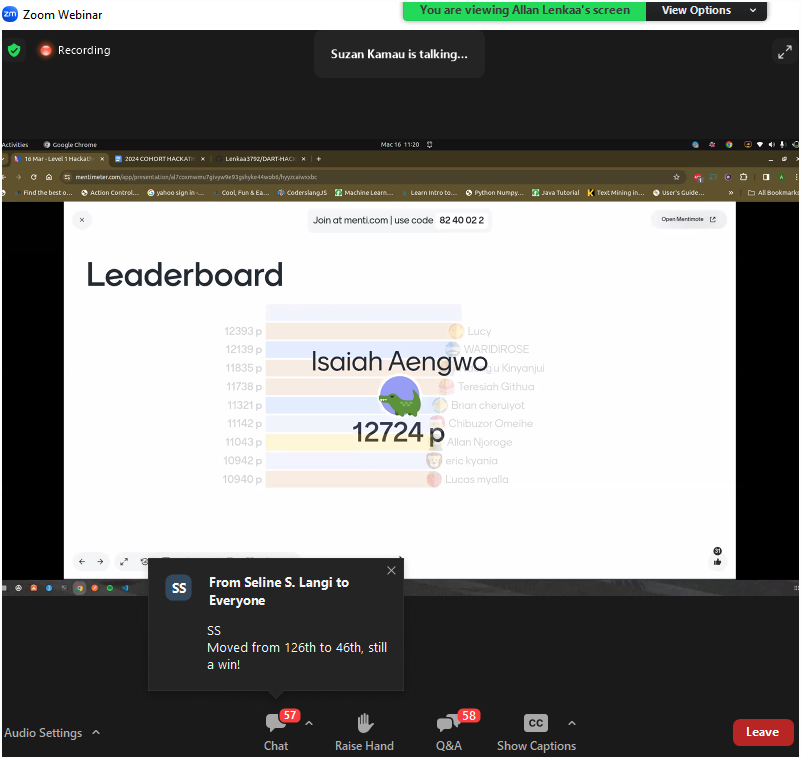 Zoom Webinar
You are viewing Allan Lenkaa's screen
View Options
Recording
Suzan Kamau is talking...
Activities
Google Chrome
Mac 16 11:20
16 Mar - Level 1 Hackath
2024 COHORT HACKATH
Lenkaa3792/DART-HAC
Find the best o...
Action Control...
yahoo sign in -...
Cool, Fun & Ea...
CoderslangJS
Machine Learn...
Learn Intro to...
Python Numpy...
Java Tutorial
Text Mining in...
User's Guide...
All Bookmarks
Join at menti.com | use code 82 40 02 2
Open Mentimote
Leaderboard
12393 p Lucy
12139 p WARIDIROSE
Isaiah Aengwo
11835 p Kinyanjui
11738 p Teresiah Githua
11321 p Brian cheruiyot
11142 p Chibuzor Omeihe
12724 p
11043 p Allan Njoroge
10942 p eric kyania
10940 p Lucas myalla
31
SS
From Seline S. Langi to
Everyone
SS
Moved from 126th to 46th, still
a win!
Audio Settings
57
Chat
Raise Hand
58
Q&A
CC
Show Captions
Leave